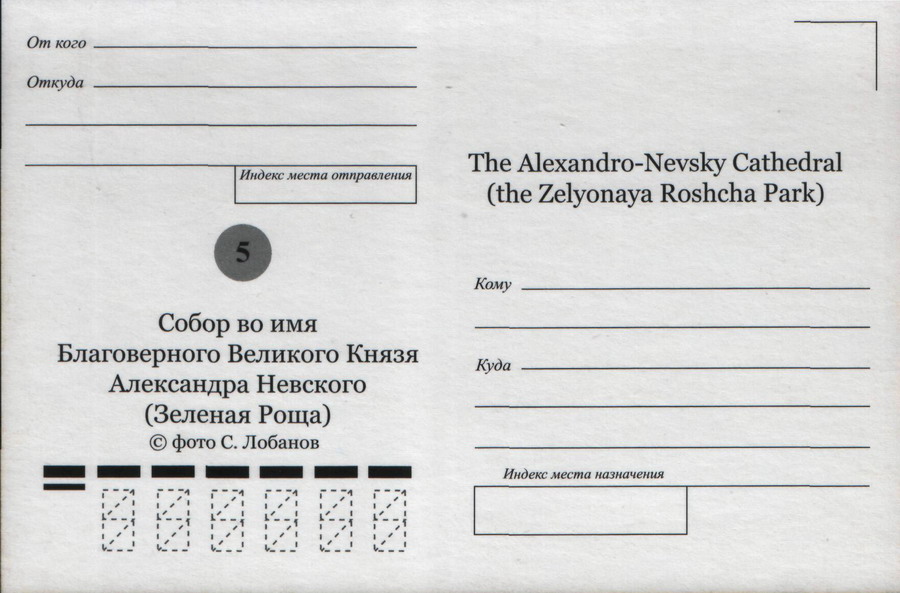 От кого
Откуда
Индекс места отправления
5
Собор во имя
Благоверного Великого Князя
Александра Невского
(Зеленая Роща)
© фото С. Лобанов
The Alexandro-Nevsky Cathedral
(the Zelyonaya Roshcha Park)
Кому
Куда
Индекс места назначения